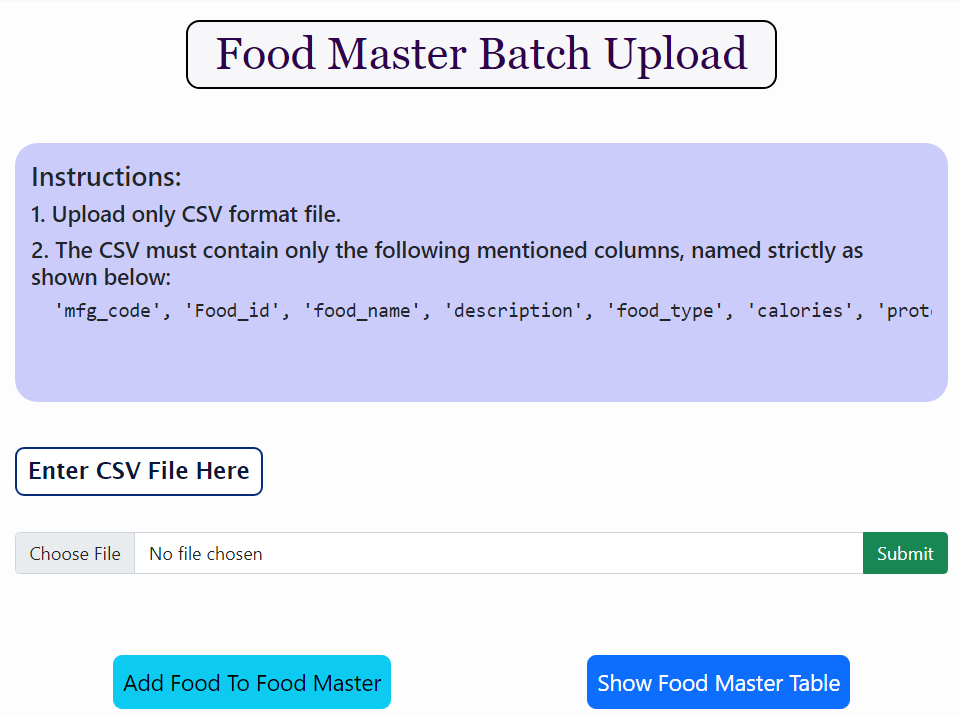 Food Master Batch Upload
Instructions:
1. Upload only CSV format file.
2. The CSV must contain only the following mentioned columns, named strictly as
shown below:
'mfg_code', 'Food_id', 'food_name', 'description', 'food_type', 'calories',
Enter CSV File Here
Choose File No file chosen Submit
Add Food To Food Master Show Food Master Table